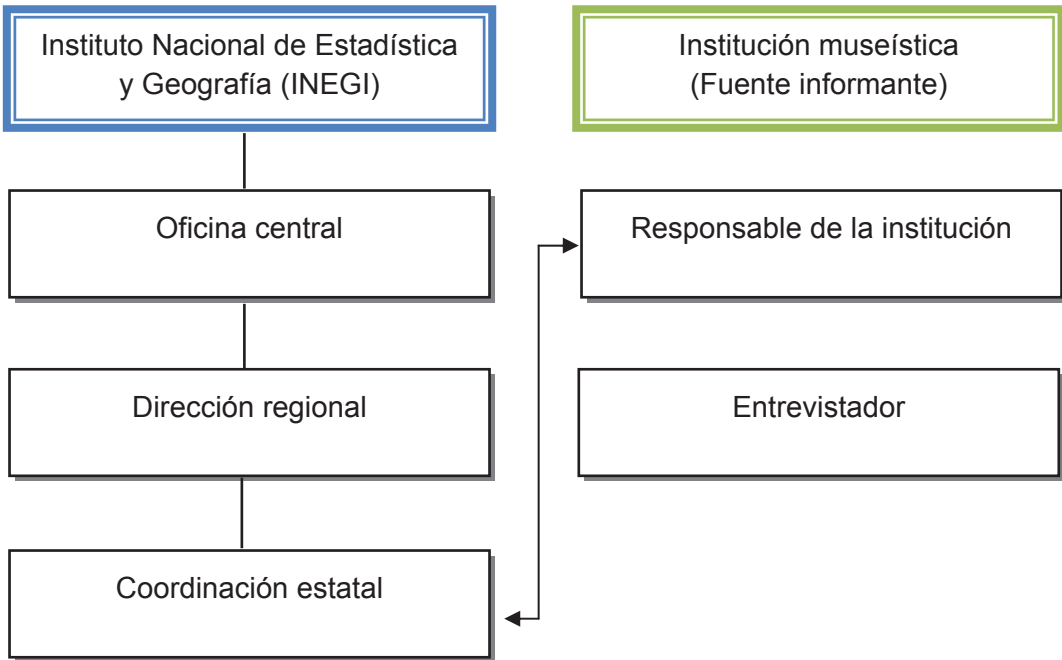 Instituto Nacional de Estadística
y Geografía (INEGI)
Institución museística
(Fuente informante)
Oficina central
Responsable de la institución
Dirección regional
Entrevistador
Coordinación estatal